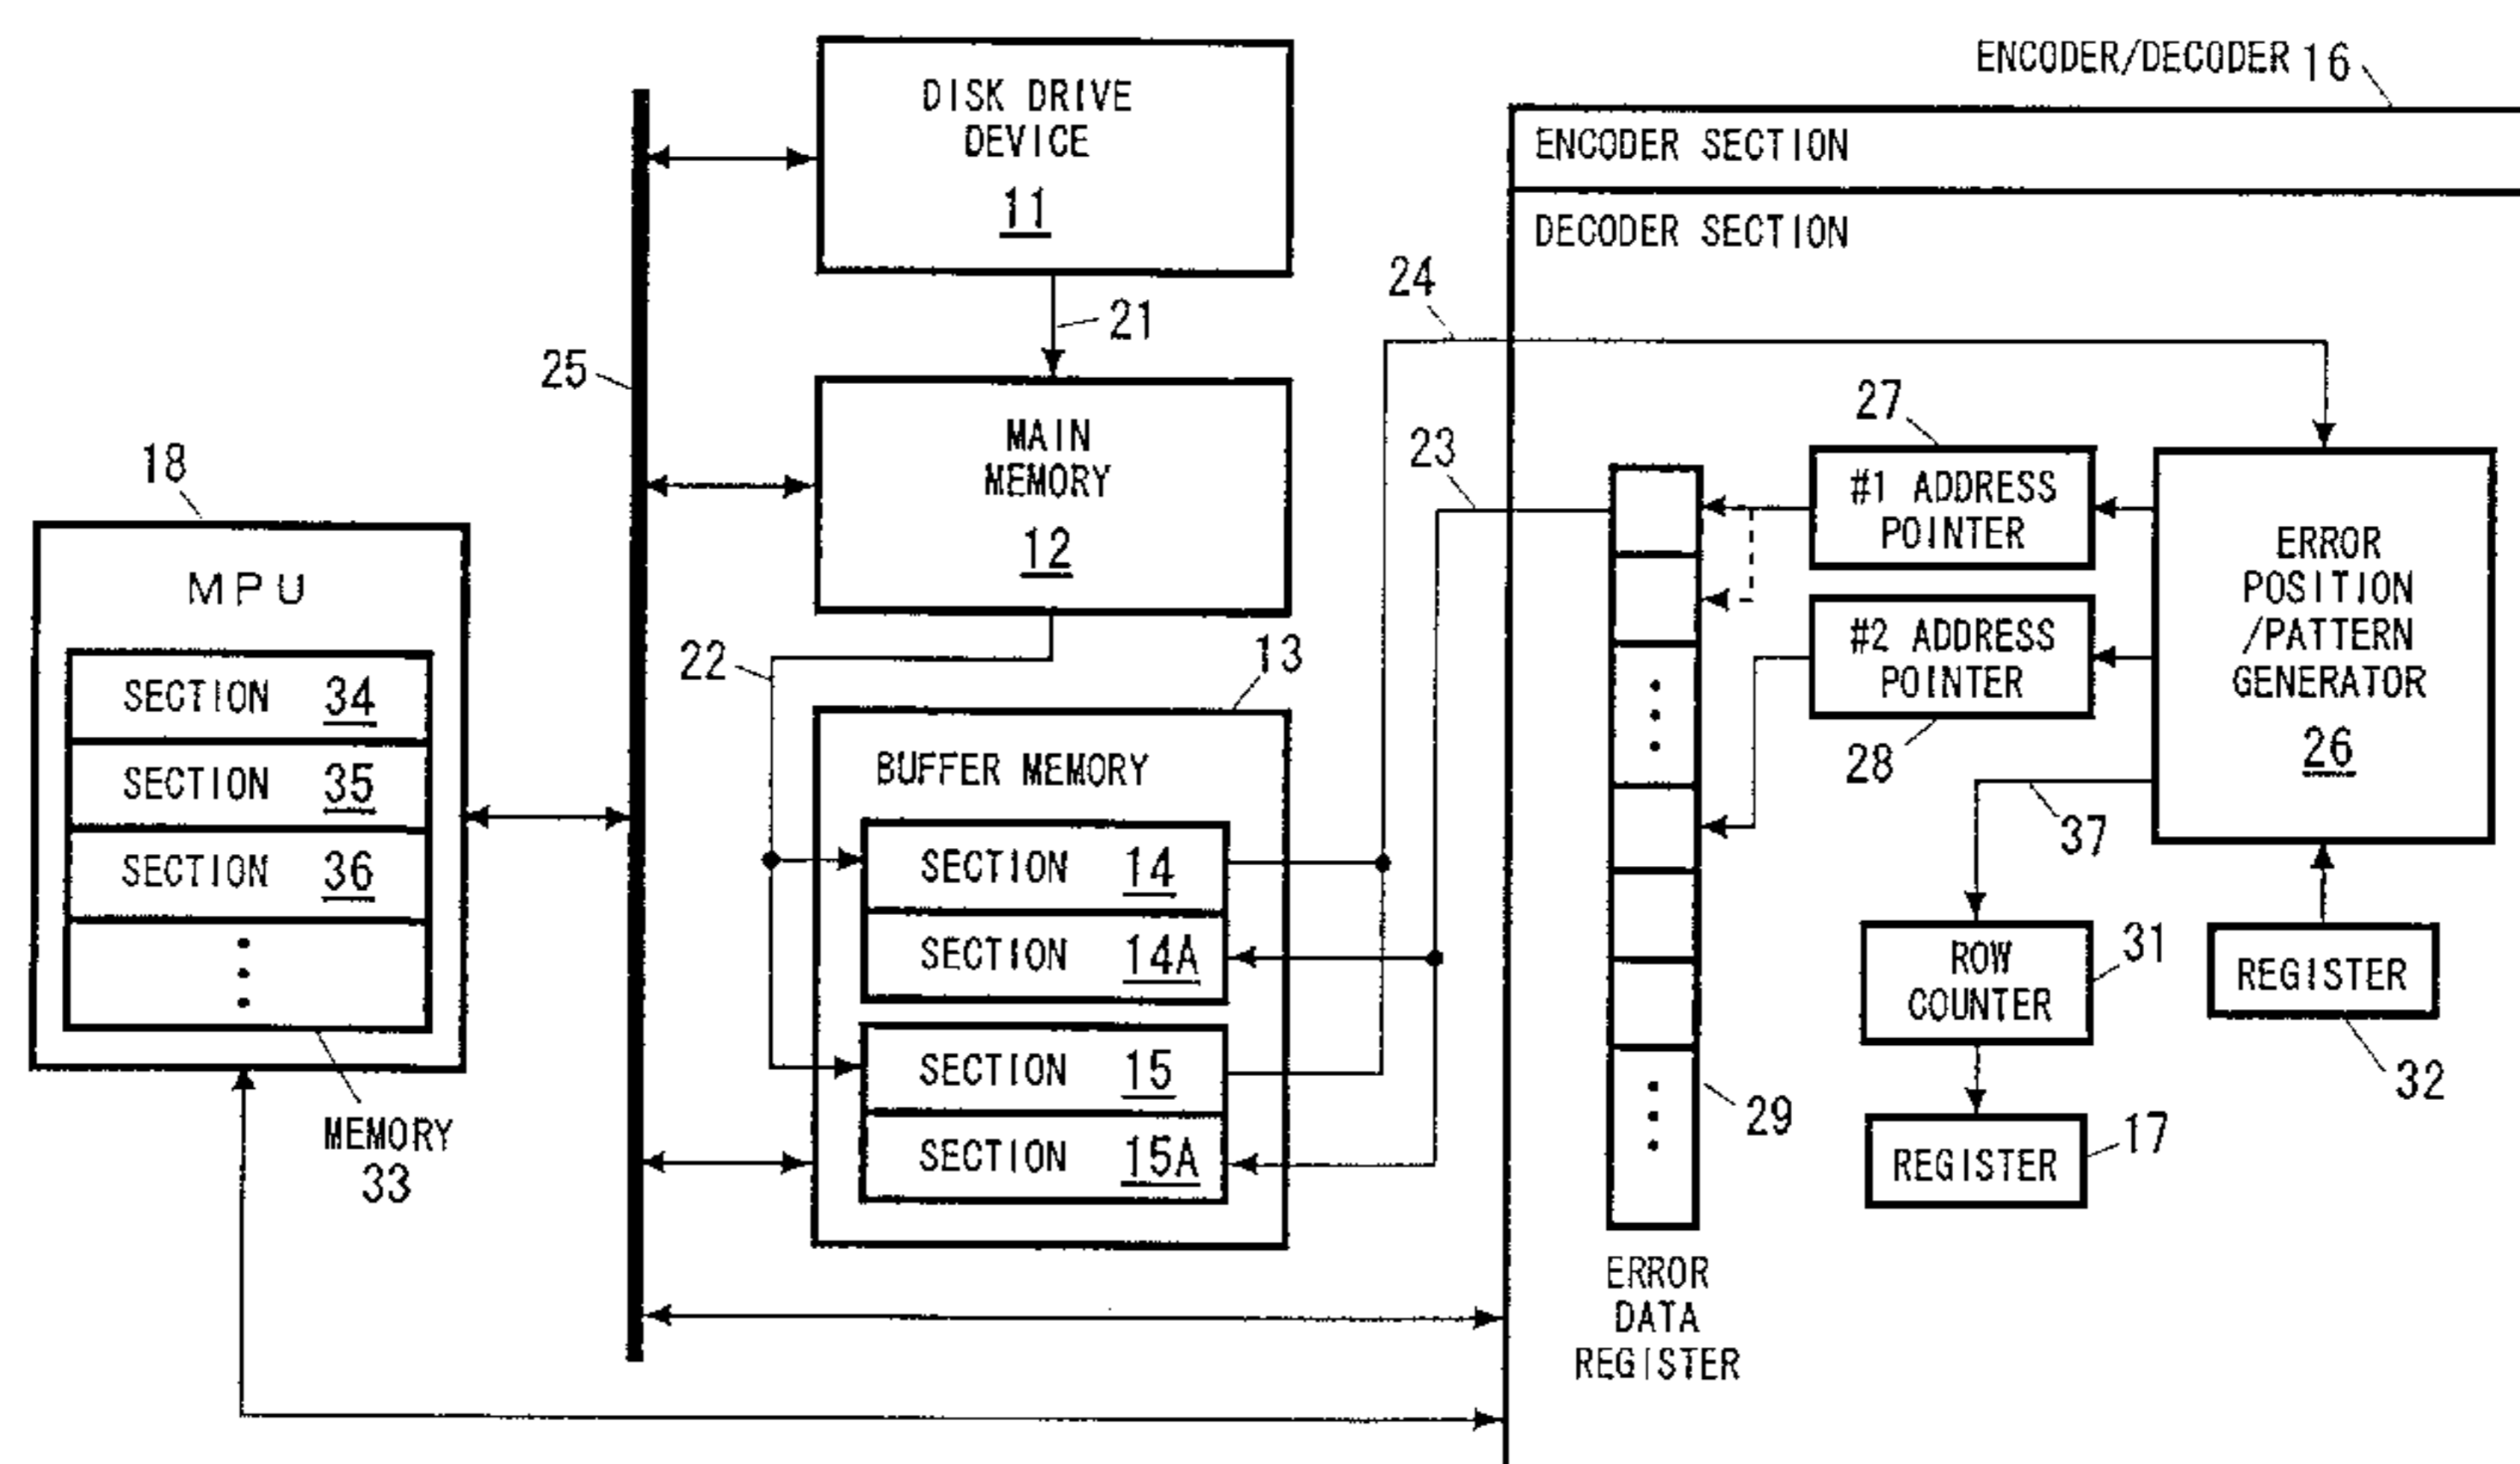 DISK DRIVE
DEVICE
11
ENCODER/DECODER 16
ENCODER SECTION
DECODER SECTION
21
24
25
MAIN
MEMORY
12
23
27
#1 ADDRESS
POINTER
#2 ADDRESS
POINTER
28
ERROR
POSITION
/PATTERN
GENERATOR
26
18
MPU
SECTION 34
SECTION 35
SECTION 36
MEMORY
33
22
13
BUFFER MEMORY
SECTION 14
SECTION 14A
SECTION 15
SECTION 15A
37
ROW
COUNTER
31
REGISTER
32
REGISTER
17
29
ERROR
DATA
REGISTER